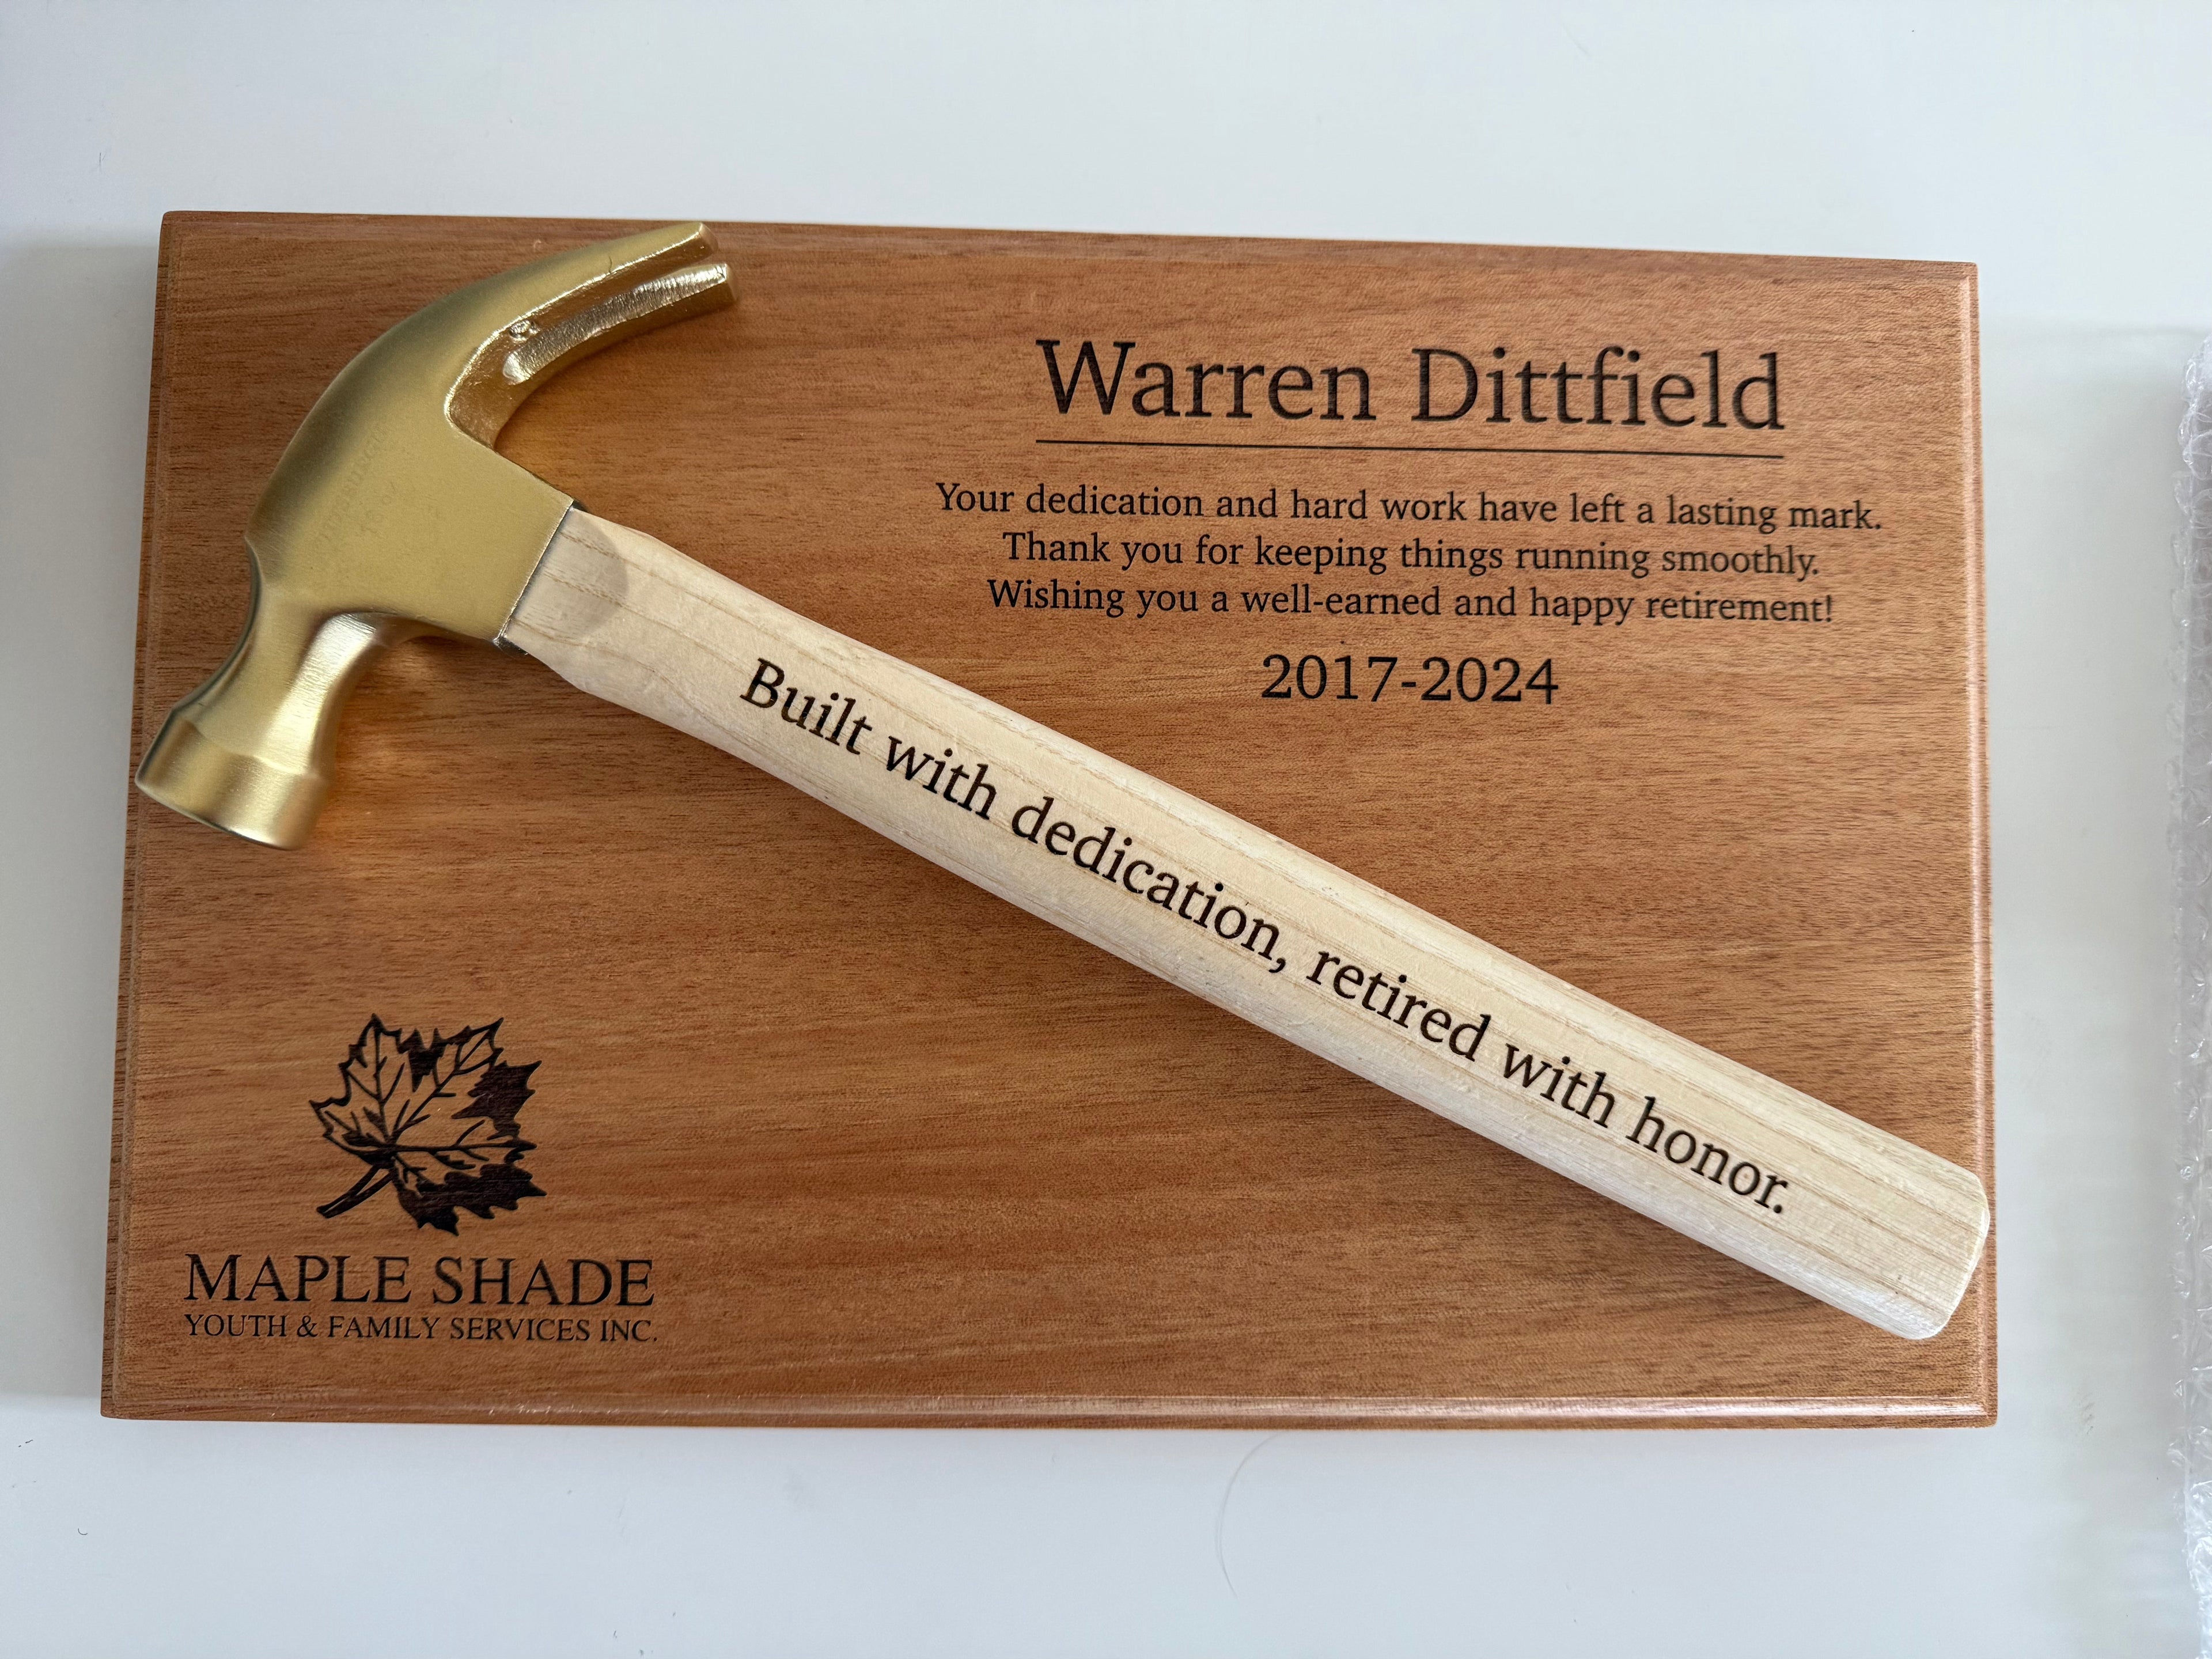 Warren Dittfield
Your dedication and hard work have left a lasting mark.
Thank you for keeping things running smoothly.
Wishing you a well-earned and happy retirement!
2017-2024
Built with dedication, retired with honor.
MAPLE SHADE
YOUTH & FAMILY SERVICES INC.